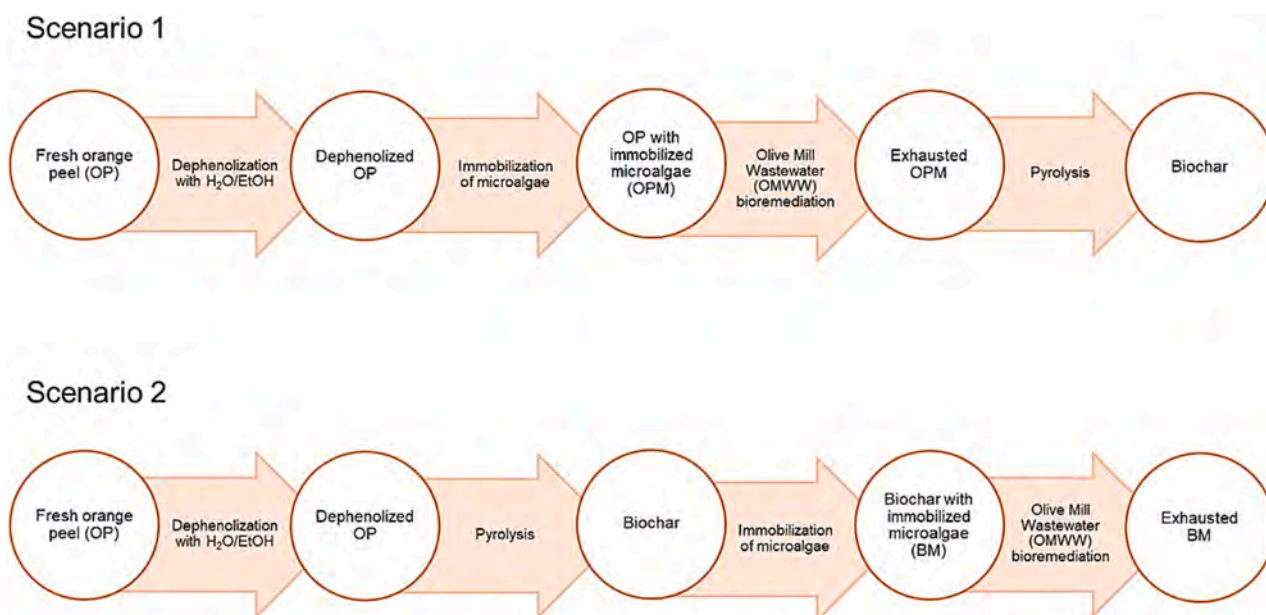 Scenario 1
Fresh orange
peel (OP)
Dephenolization
with H₂O/EtOH
Dephenolized
OP
Immobilization
of microalgae
OP with
immobilized
microalgae
(OPM)
Olive Mill
Wastewater
(OMWW)
bioremediation
Exhausted
OPM
Pyrolysis
Biochar
Scenario 2
Fresh orange
peel (OP)
Dephenolization
with H₂O/EtOH
Dephenolized
OP
Pyrolysis
Biochar
Immobilization
of microalgae
Biochar with
immobilized
microalgae
(BM)
Olive Mill
Wastewater
(OMWW)
bioremediation
Exhausted
BM